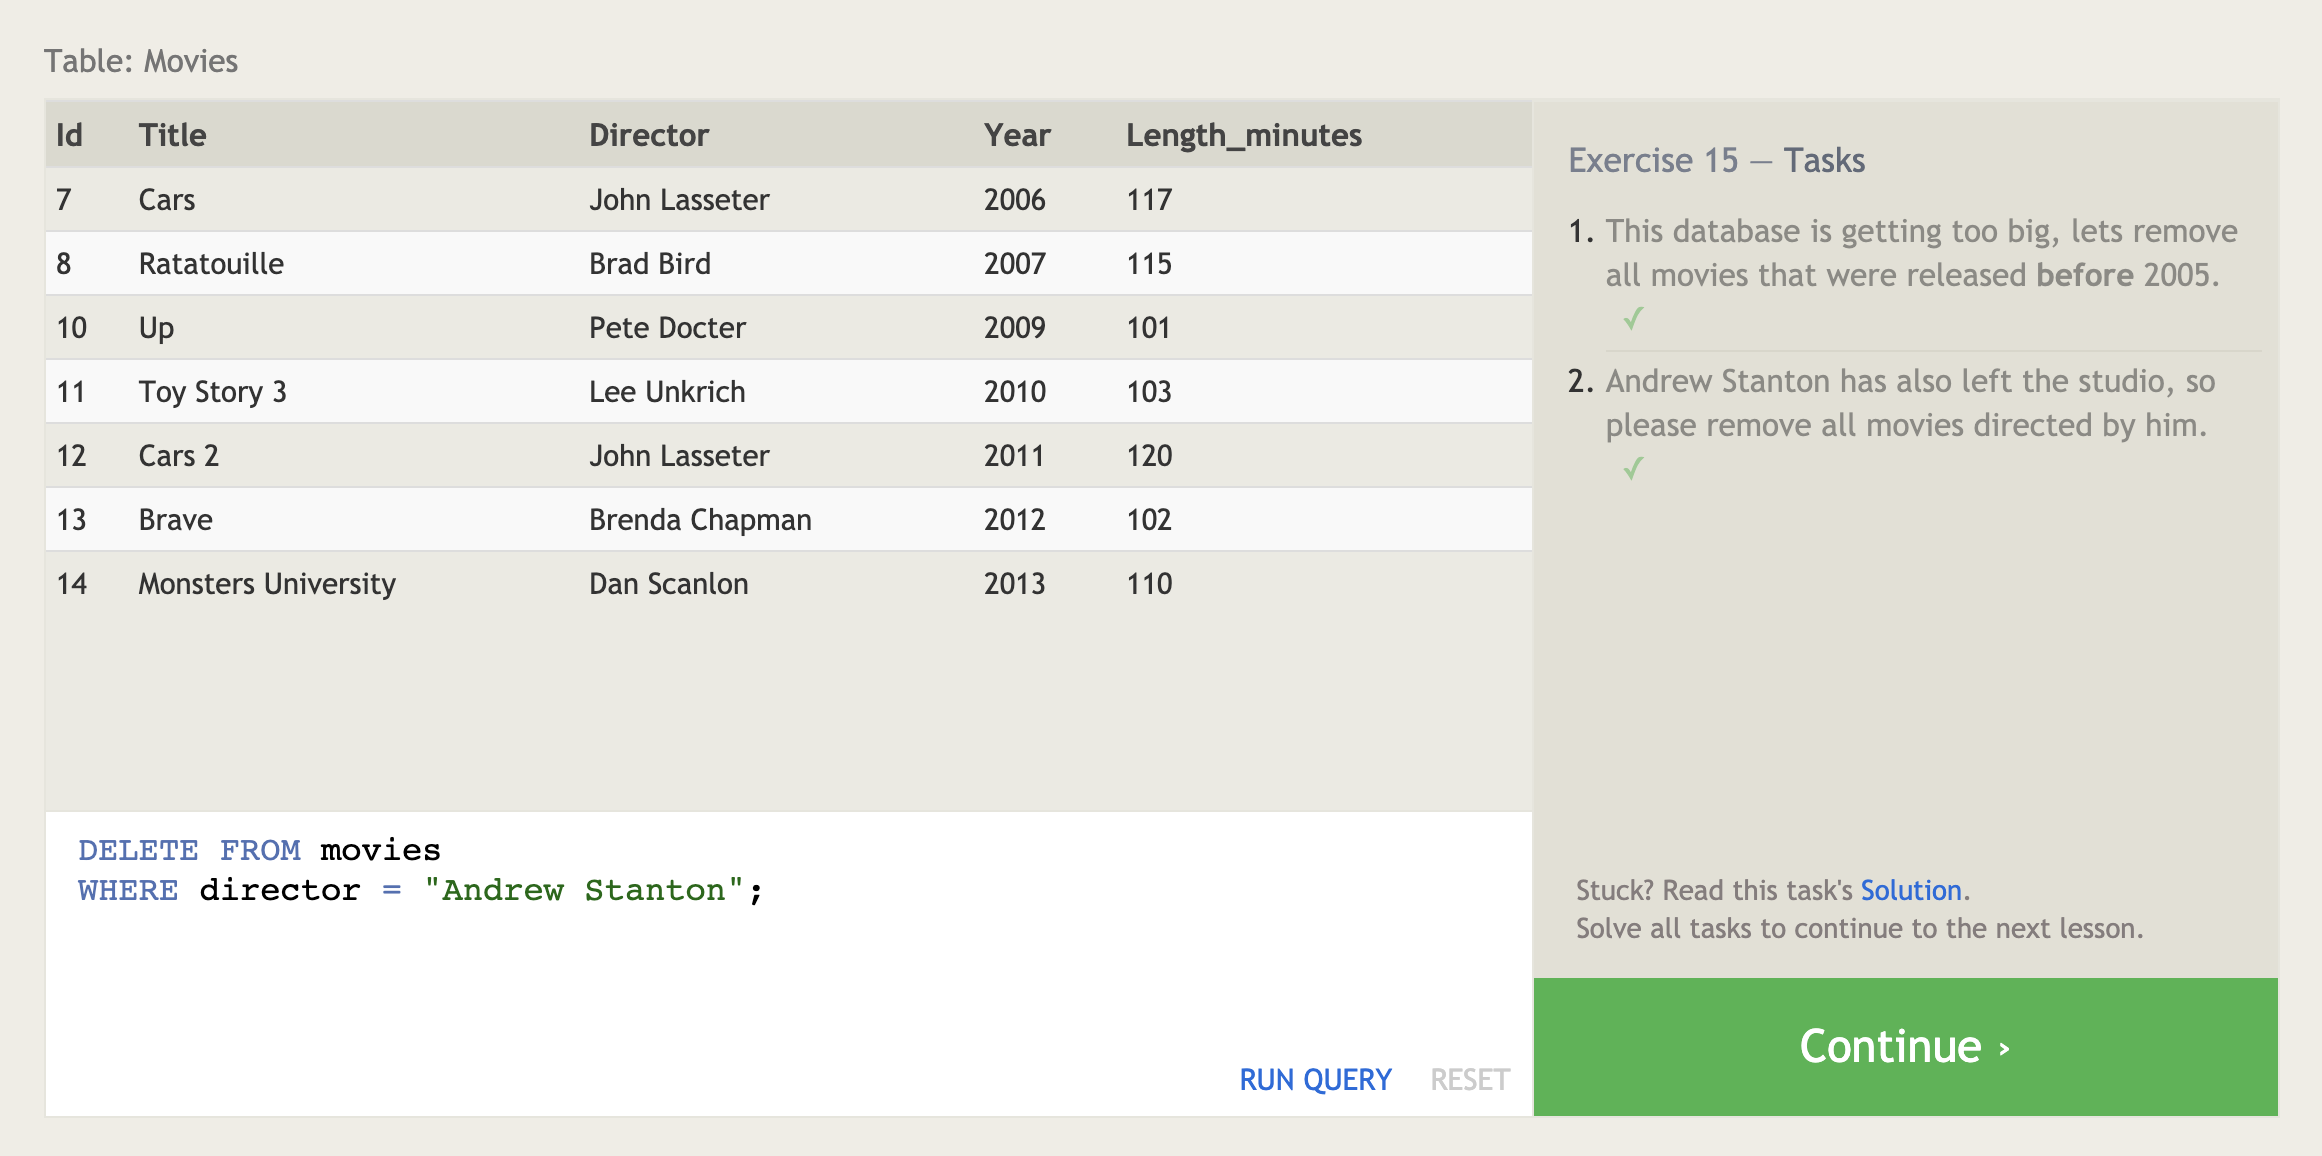 Table: Movies
Id Title Director Year Length_minutes
7 Cars John Lasseter 2006 117
8 Ratatouille Brad Bird 2007 115
10 Up Pete Docter 2009 101
11 Toy Story 3 Lee Unkrich 2010 103
12 Cars 2 John Lasseter 2011 120
13 Brave Brenda Chapman 2012 102
14 Monsters University Dan Scanlon 2013 110
DELETE FROM movies
WHERE director = "Andrew Stanton";
RUN QUERY RESET
Exercise 15 — Tasks
1. This database is getting too big, lets remove
all movies that were released before 2005.
✓
2. Andrew Stanton has also left the studio, so
please remove all movies directed by him.
✓
Stuck? Read this task's Solution.
Solve all tasks to continue to the next lesson.
Continue ›